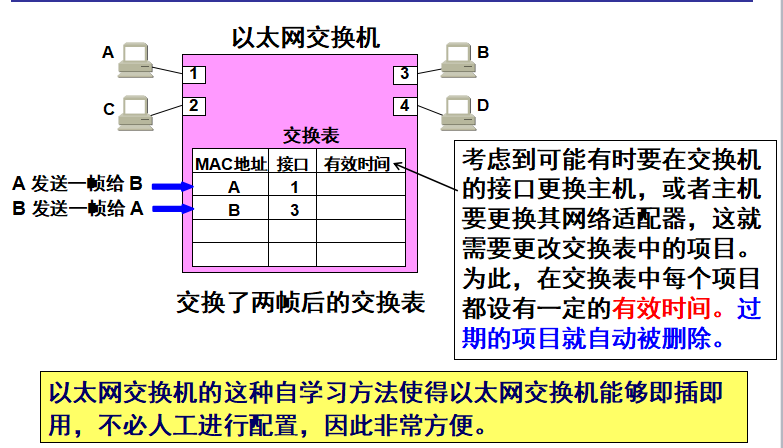 以太网交换机
A
1
3
B
C
2
4
D
交换表
MAC地址 接口 有效时间
A 发送一帧给 B
A 1
B 发送一帧给 A
B 3
交换了两帧后的交换表
考虑到可能有时要在交换机
的接口更换主机，或者主机
要更换其网络适配器，这就
需要更改交换表中的项目。
为此，在交换表中每个项目
都设有一定的有效时间。过
期的项目就自动被删除。
以太网交换机的这种自学习方法使得以太网交换机能够即插即
用，不必人工进行配置，因此非常方便。